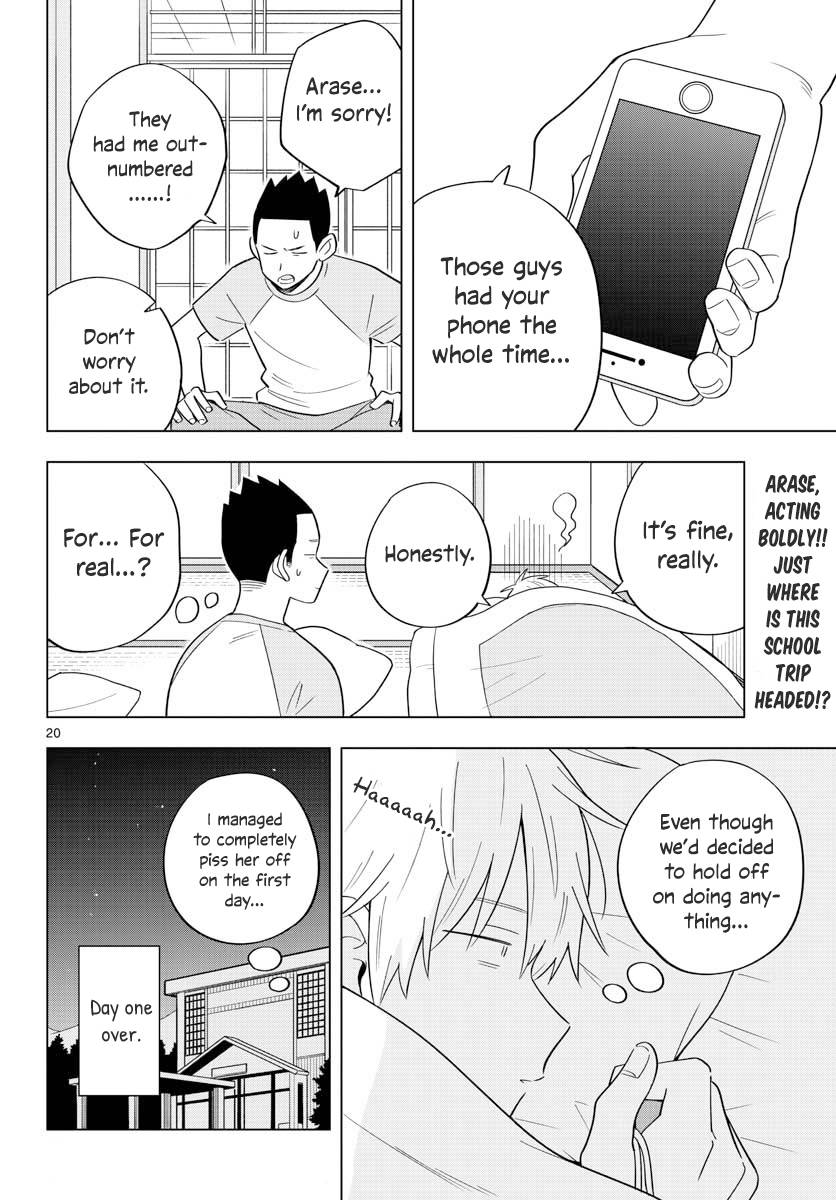 Those guys
had your
phone the
whole time...
Arase...
I'm sorry!
They
had me out-
numbered
......!
Don't
worry
about it.
ARASE,
ACTING
BOLDLY!!
JUST
WHERE
IS THIS
SCHOOL
TRIP
HEADED!?
It's fine,
really.
Honestly.
For... For
real...?
20
Even though
we'd decided
to hold off
on doing any-
thing...
Haaaaah...
I managed
to completely
piss her off
on the first
day...
Day one
over.